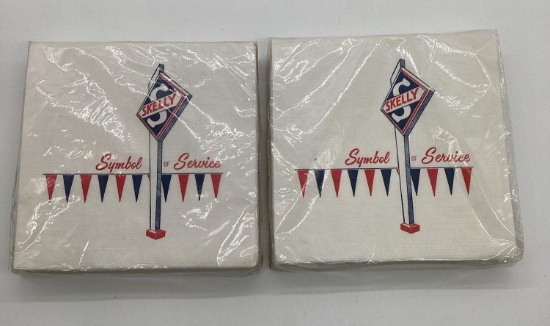 S
SKELLY
Symbol OF Service
S
SKELLY
Symbol OF Service